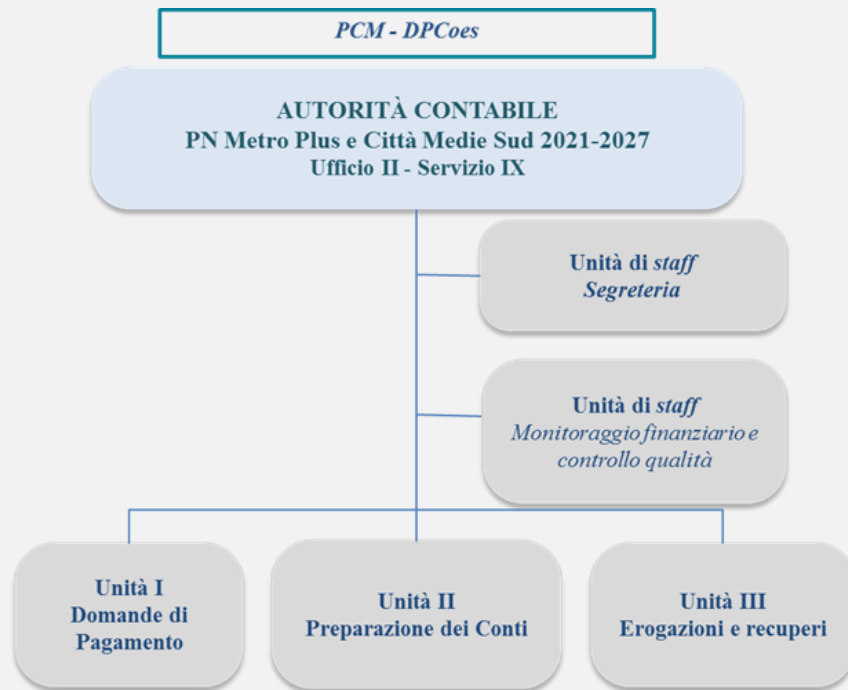 PCM - DPCoes
AUTORITÀ CONTABILE
PN Metro Plus e Città Medie Sud 2021-2027
Ufficio II - Servizio IX
Unità di staff
Segreteria
Unità di staff
Monitoraggio finanziario e
controllo qualità
Unità I
Domande di
Pagamento
Unità II
Preparazione dei Conti
Unità III
Erogazioni e recuperi